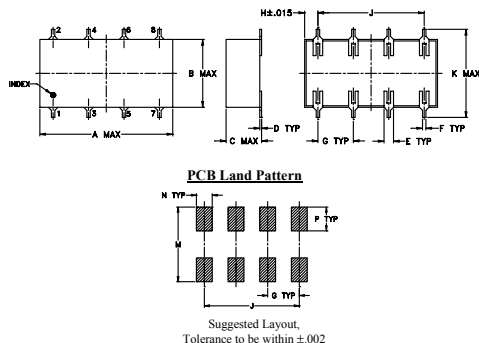 H±.015
J
2 4 6 8
B MAX
K MAX
INDEX
1 3 5 7
A MAX
C MAX
D TYP
G TYP
E TYP
F TYP
PCB Land Pattern
N TYP
P TYP
M
G TYP
J
Suggested Layout,
Tolerance to be within ±.002